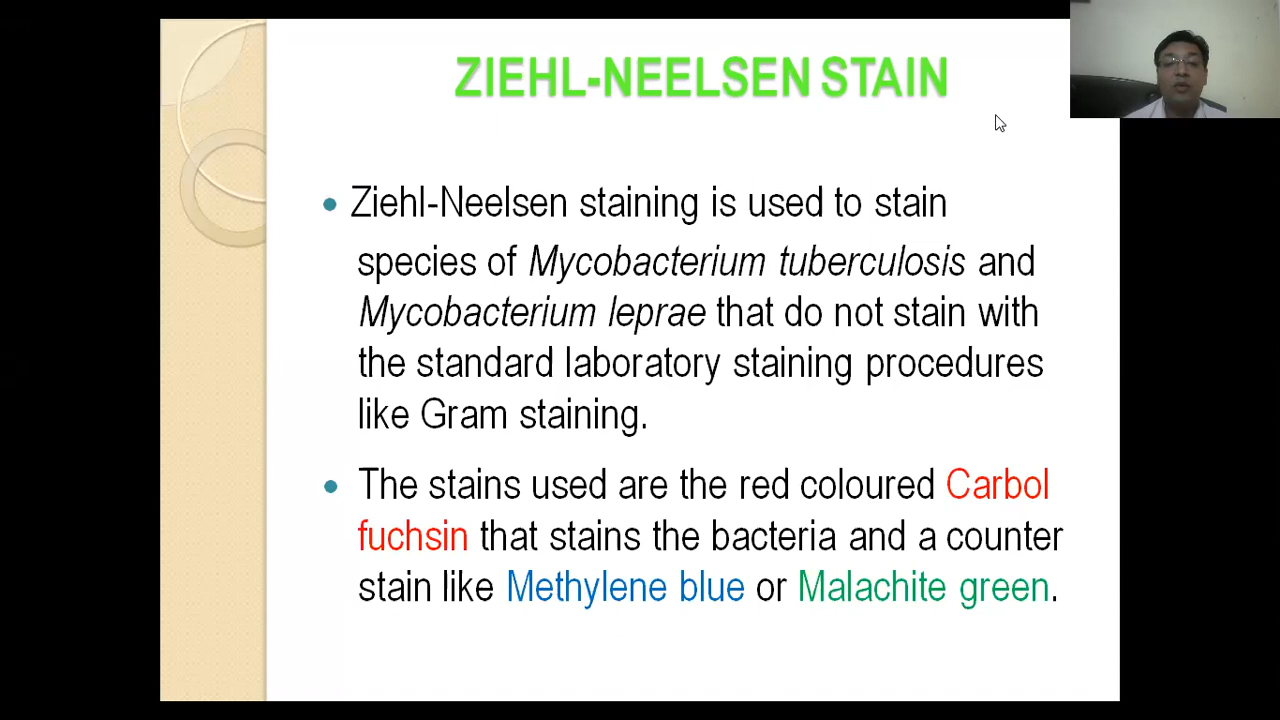 ZIEHL-NEELSEN STAIN
• Ziehl-Neelsen staining is used to stain
species of Mycobacterium tuberculosis and
Mycobacterium leprae that do not stain with
the standard laboratory staining procedures
like Gram staining.
• The stains used are the red coloured Carbol
fuchsin that stains the bacteria and a counter
stain like Methylene blue or Malachite green.